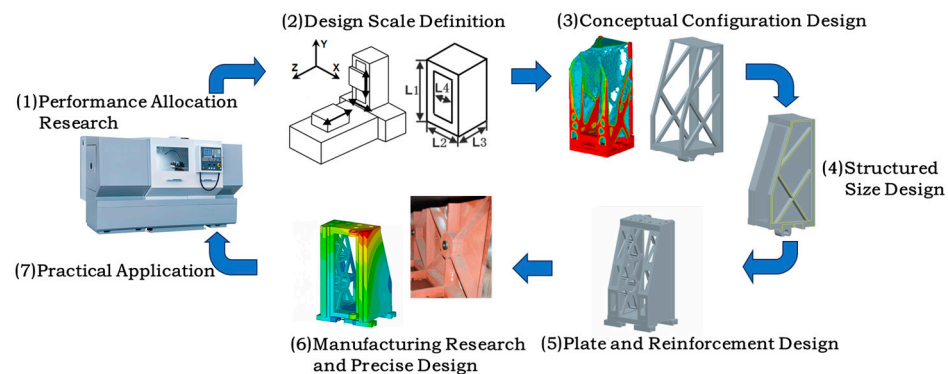 (1)Performance Allocation
Research
(2)Design Scale Definition
Y
Z
X
L1
L4
L2
L3
(3)Conceptual Configuration Design
(4)Structured
Size Design
(5)Plate and Reinforcement Design
(6)Manufacturing Research
and Precise Design
(7)Practical Application